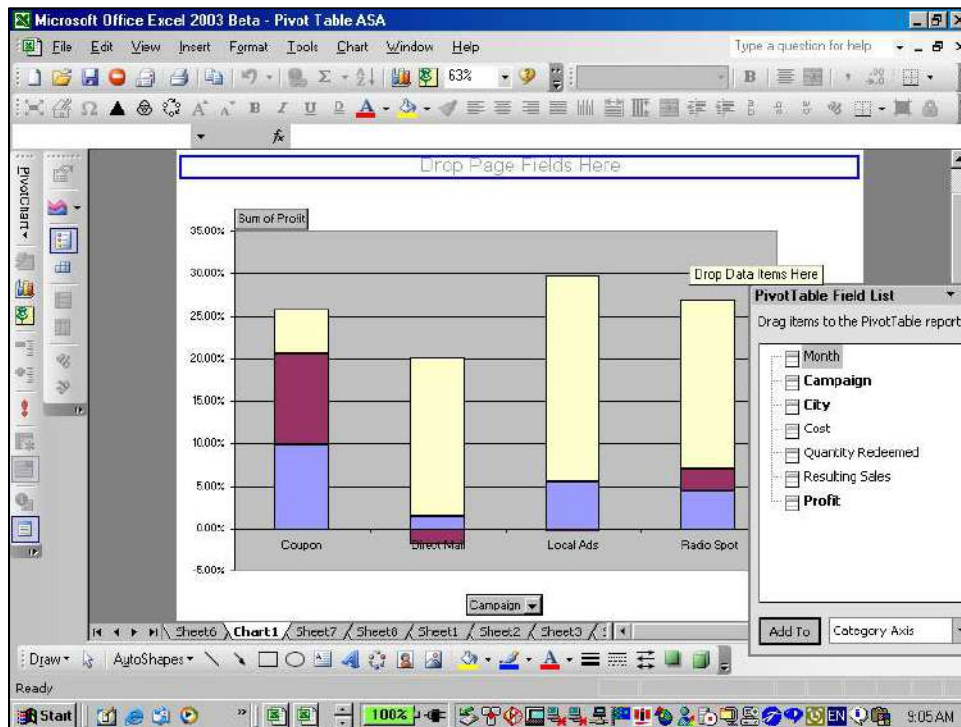 Microsoft Office Excel 2003 Beta - Pivot Table ASA
File Edit View Insert Format Tools Chart Window Help Type a question for help
63%
B
Ω A A B I U D A
fx
PivotChart
Drop Page Fields Here
Sum of Profit
35.00%
30.00%
Drop Data Items Here
25.00%
20.00%
15.00%
10.00%
5.00%
0.00%
-5.00%
Coupon Direct Mail Local Ads Radio Spot
Campaign
PivotTable Field List
Drag items to the PivotTable report
Month
Campaign
City
Cost
Quantity Redeemed
Resulting Sales
Profit
Add To Category Axis
Sheet6 Chart1 Sheet7 Sheet8 Sheet1 Sheet2 Sheet3
Draw AutoShapes
Ready
Start 100% EN 9:05 AM